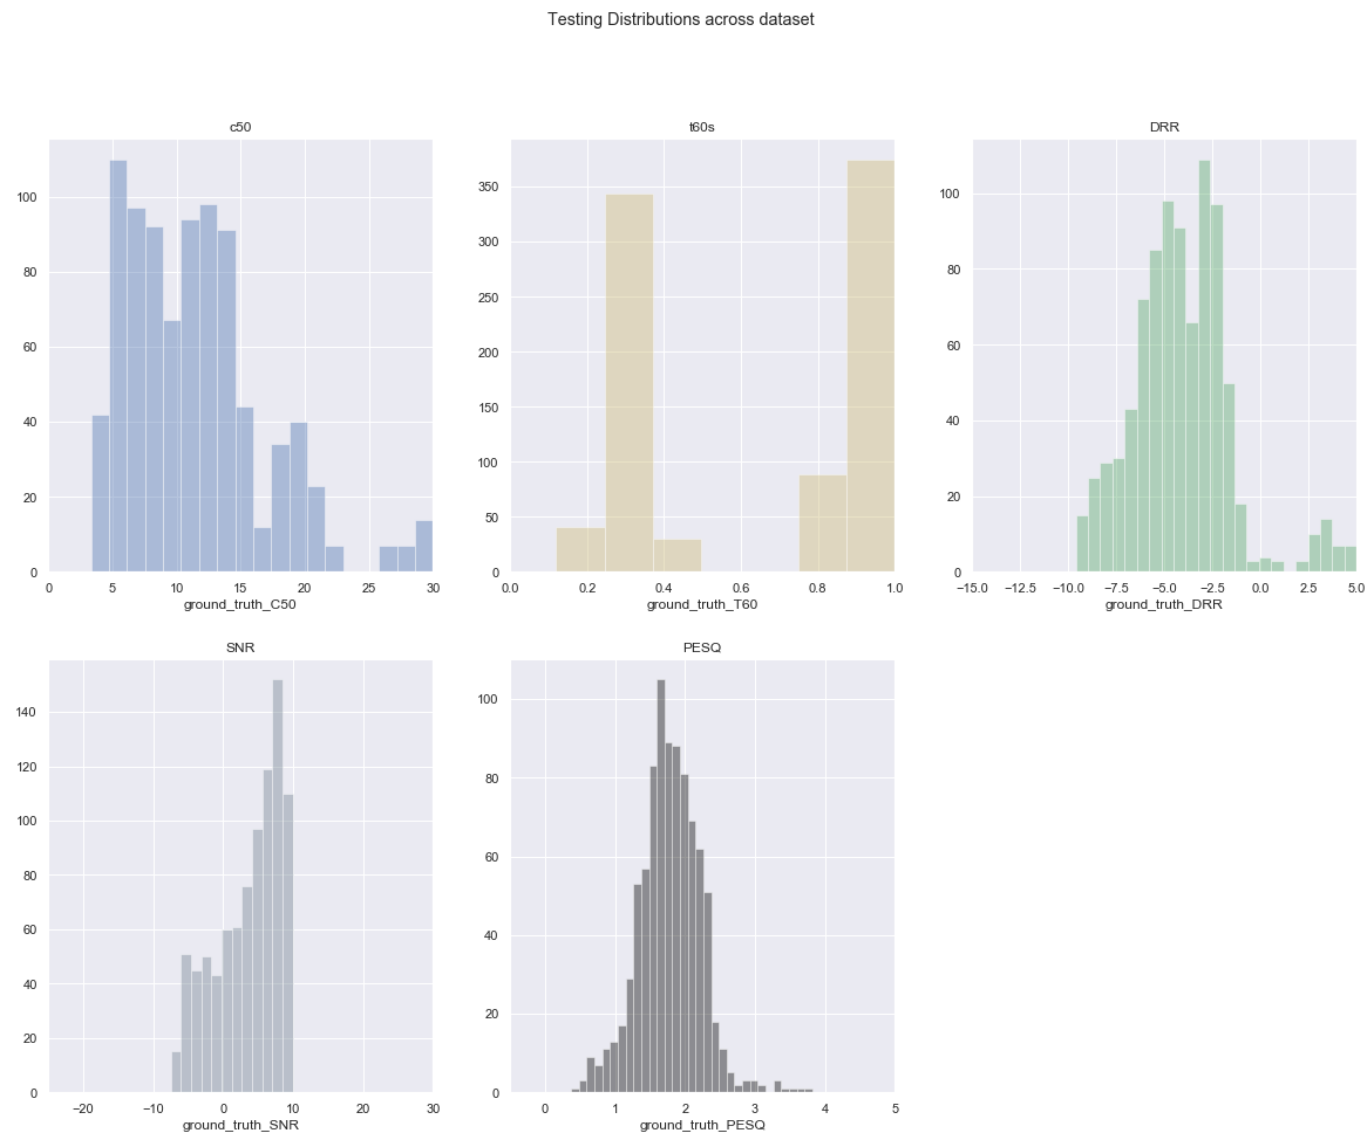 Testing Distributions across dataset
c50
100
80
60
40
20
0
0 5 10 15 20 25 30
ground_truth_C50
t60s
350
300
250
200
150
100
50
0
0.0 0.2 0.4 0.6 0.8 1.0
ground_truth_T60
DRR
100
80
60
40
20
0
−15.0 −12.5 −10.0 −7.5 −5.0 −2.5 0.0 2.5 5.0
ground_truth_DRR
SNR
140
120
100
80
60
40
20
0
−20 −10 0 10 20 30
ground_truth_SNR
PESQ
100
80
60
40
20
0
0 1 2 3 4 5
ground_truth_PESQ